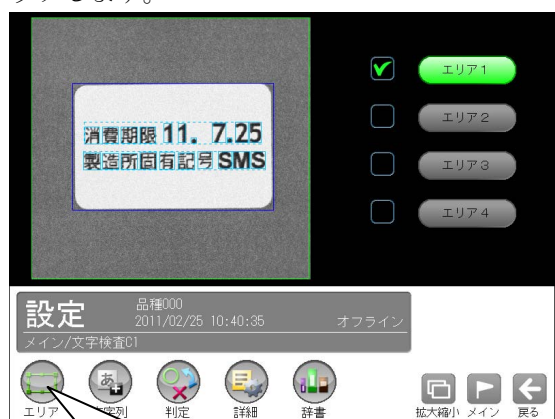 エリア1
エリア2
エリア3
エリア4
消費期限 11. 7.25
製造所固有記号 SMS
設定
品種000
2011/02/25 10:40:35
オフライン
メイン/文字検査01
エリア
字列
判定
詳細
辞書
拡大縮小
メイン
戻る